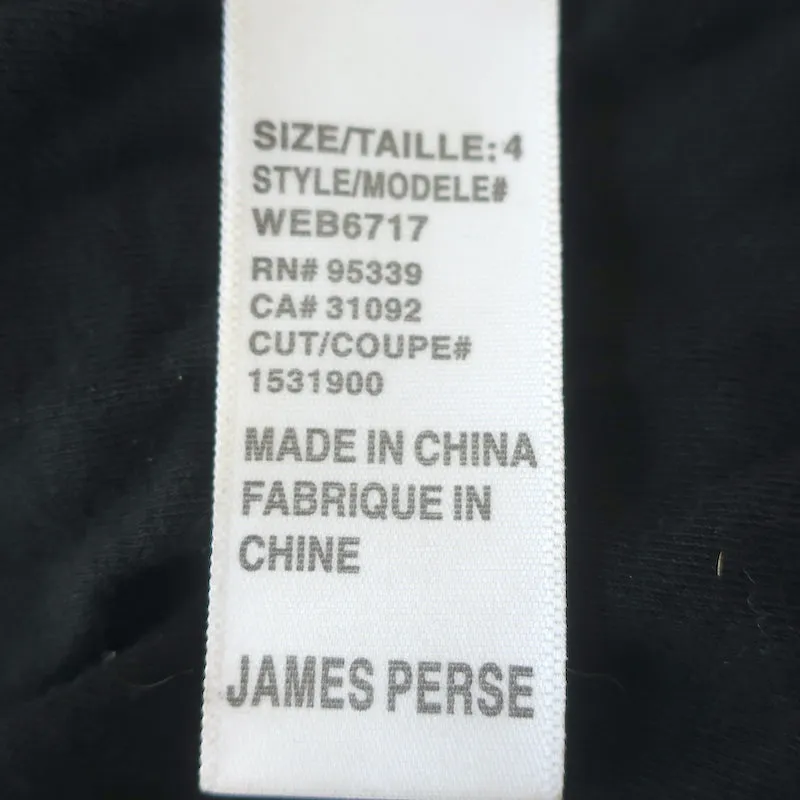 SIZE/TAILLE: 4
STYLE/MODELE#
WEB6717
RN# 95339
CA# 31092
CUT/COUPE#
1531900
MADE IN CHINA
FABRIQUE IN
CHINE
JAMES PERSE